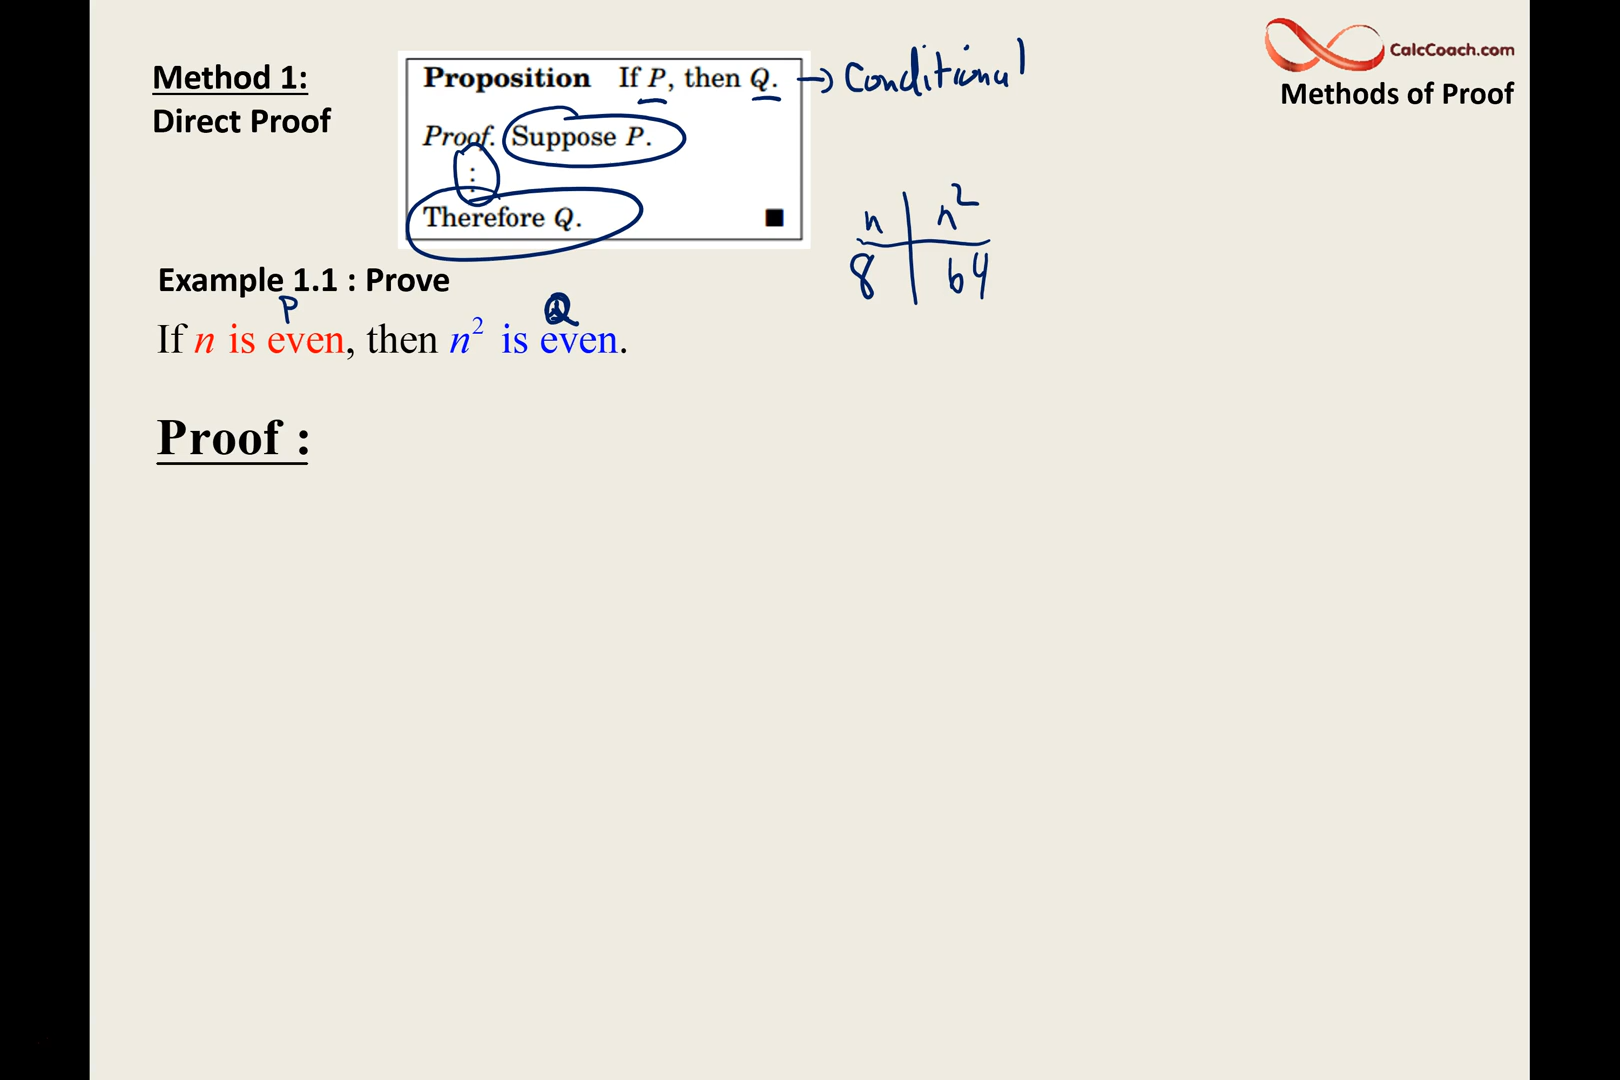 Method 1:
Direct Proof
Proposition If P, then Q.
Proof. Suppose P.
⋮
Therefore Q. ■
→ Conditional
CalcCoach.com
Methods of Proof
n | n²
8 | 64
Example 1.1 : Prove
P Q
If n is even, then n² is even.
Proof :